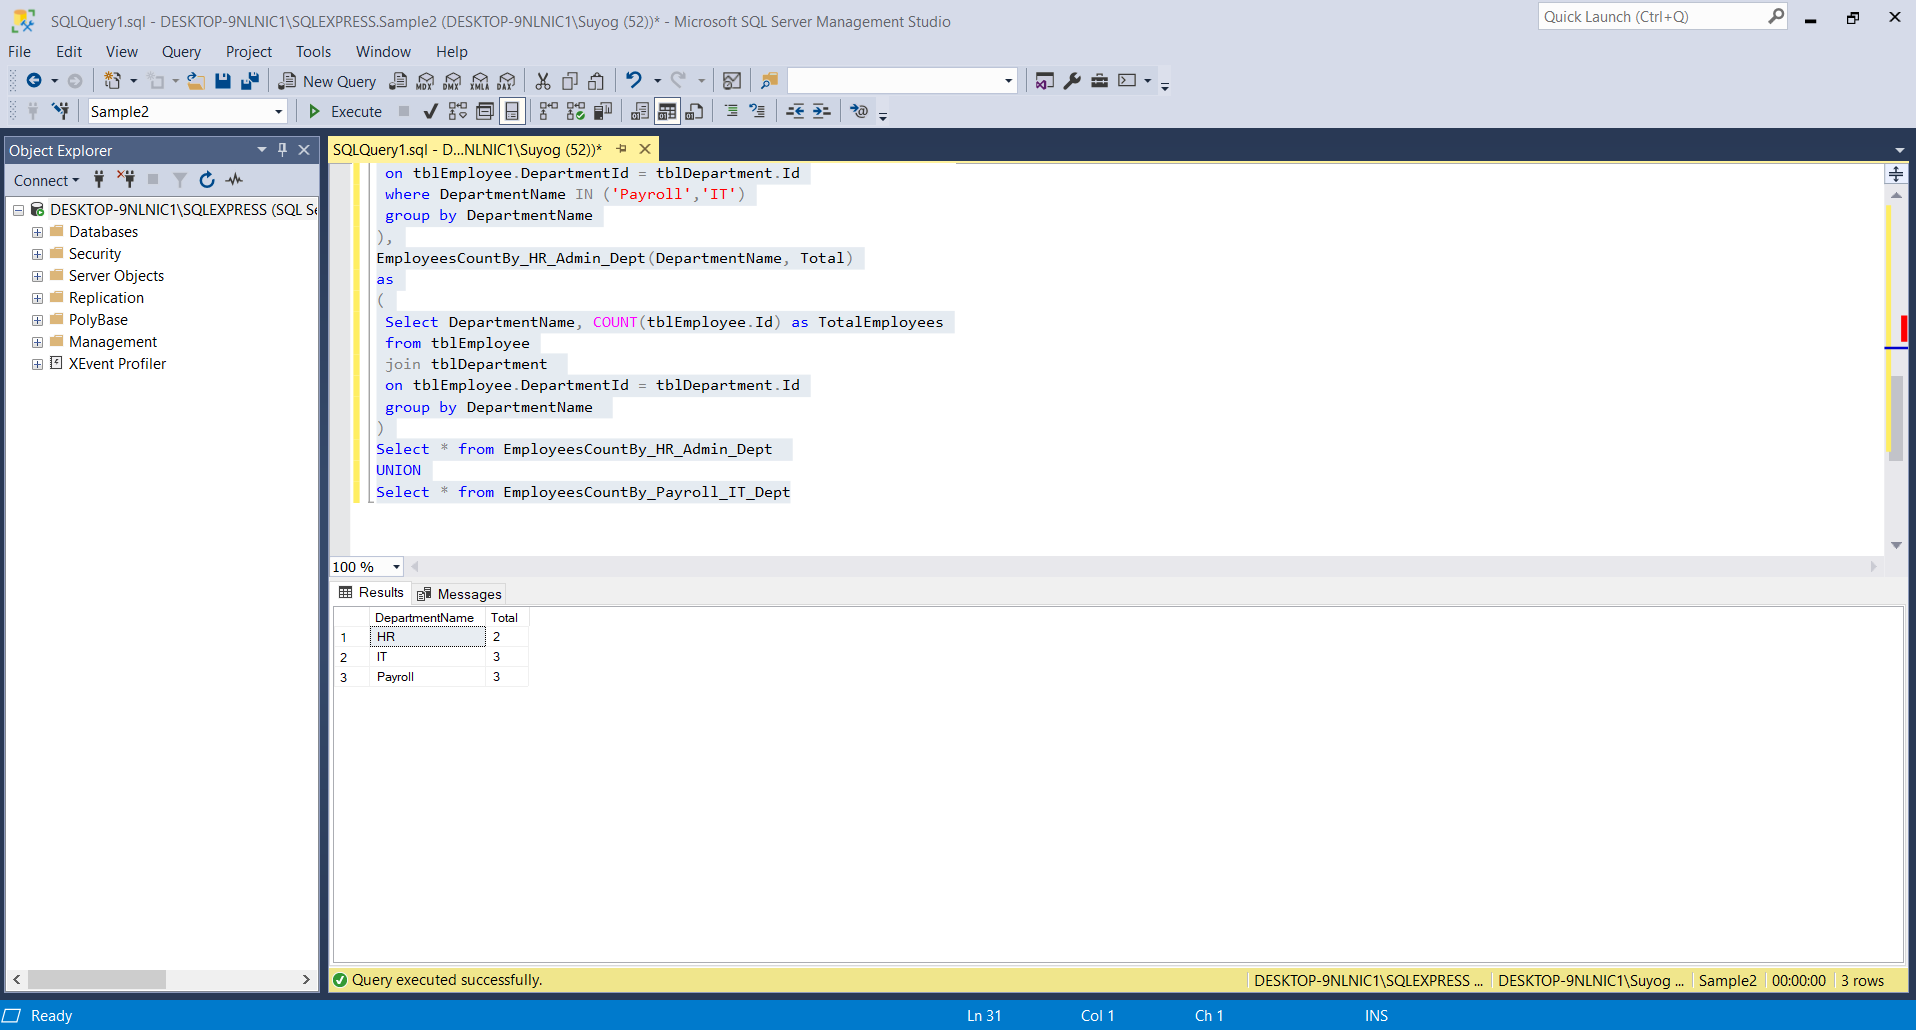 SQLQuery1.sql - DESKTOP-9NLNIC1\SQLEXPRESS.Sample2 (DESKTOP-9NLNIC1\Suyog (52))* - Microsoft SQL Server Management Studio
Quick Launch (Ctrl+Q)
File Edit View Query Project Tools Window Help
New Query MDX DMX XMLA DAX
Sample2 Execute
Object Explorer
SQLQuery1.sql - D...NLNIC1\Suyog (52))*
Connect
DESKTOP-9NLNIC1\SQLEXPRESS (SQL Se
Databases
Security
Server Objects
Replication
PolyBase
Management
XEvent Profiler
on tblEmployee.DepartmentId = tblDepartment.Id
where DepartmentName IN ('Payroll','IT')
group by DepartmentName
),
EmployeesCountBy_HR_Admin_Dept(DepartmentName, Total)
as
(
Select DepartmentName, COUNT(tblEmployee.Id) as TotalEmployees
from tblEmployee
join tblDepartment
on tblEmployee.DepartmentId = tblDepartment.Id
group by DepartmentName
)
Select * from EmployeesCountBy_HR_Admin_Dept
UNION
Select * from EmployeesCountBy_Payroll_IT_Dept
100 %
Results Messages
DepartmentName Total
1 HR 2
2 IT 3
3 Payroll 3
Query executed successfully.
DESKTOP-9NLNIC1\SQLEXPRESS ... DESKTOP-9NLNIC1\Suyog ... Sample2 00:00:00 3 rows
Ready Ln 31 Col 1 Ch 1 INS